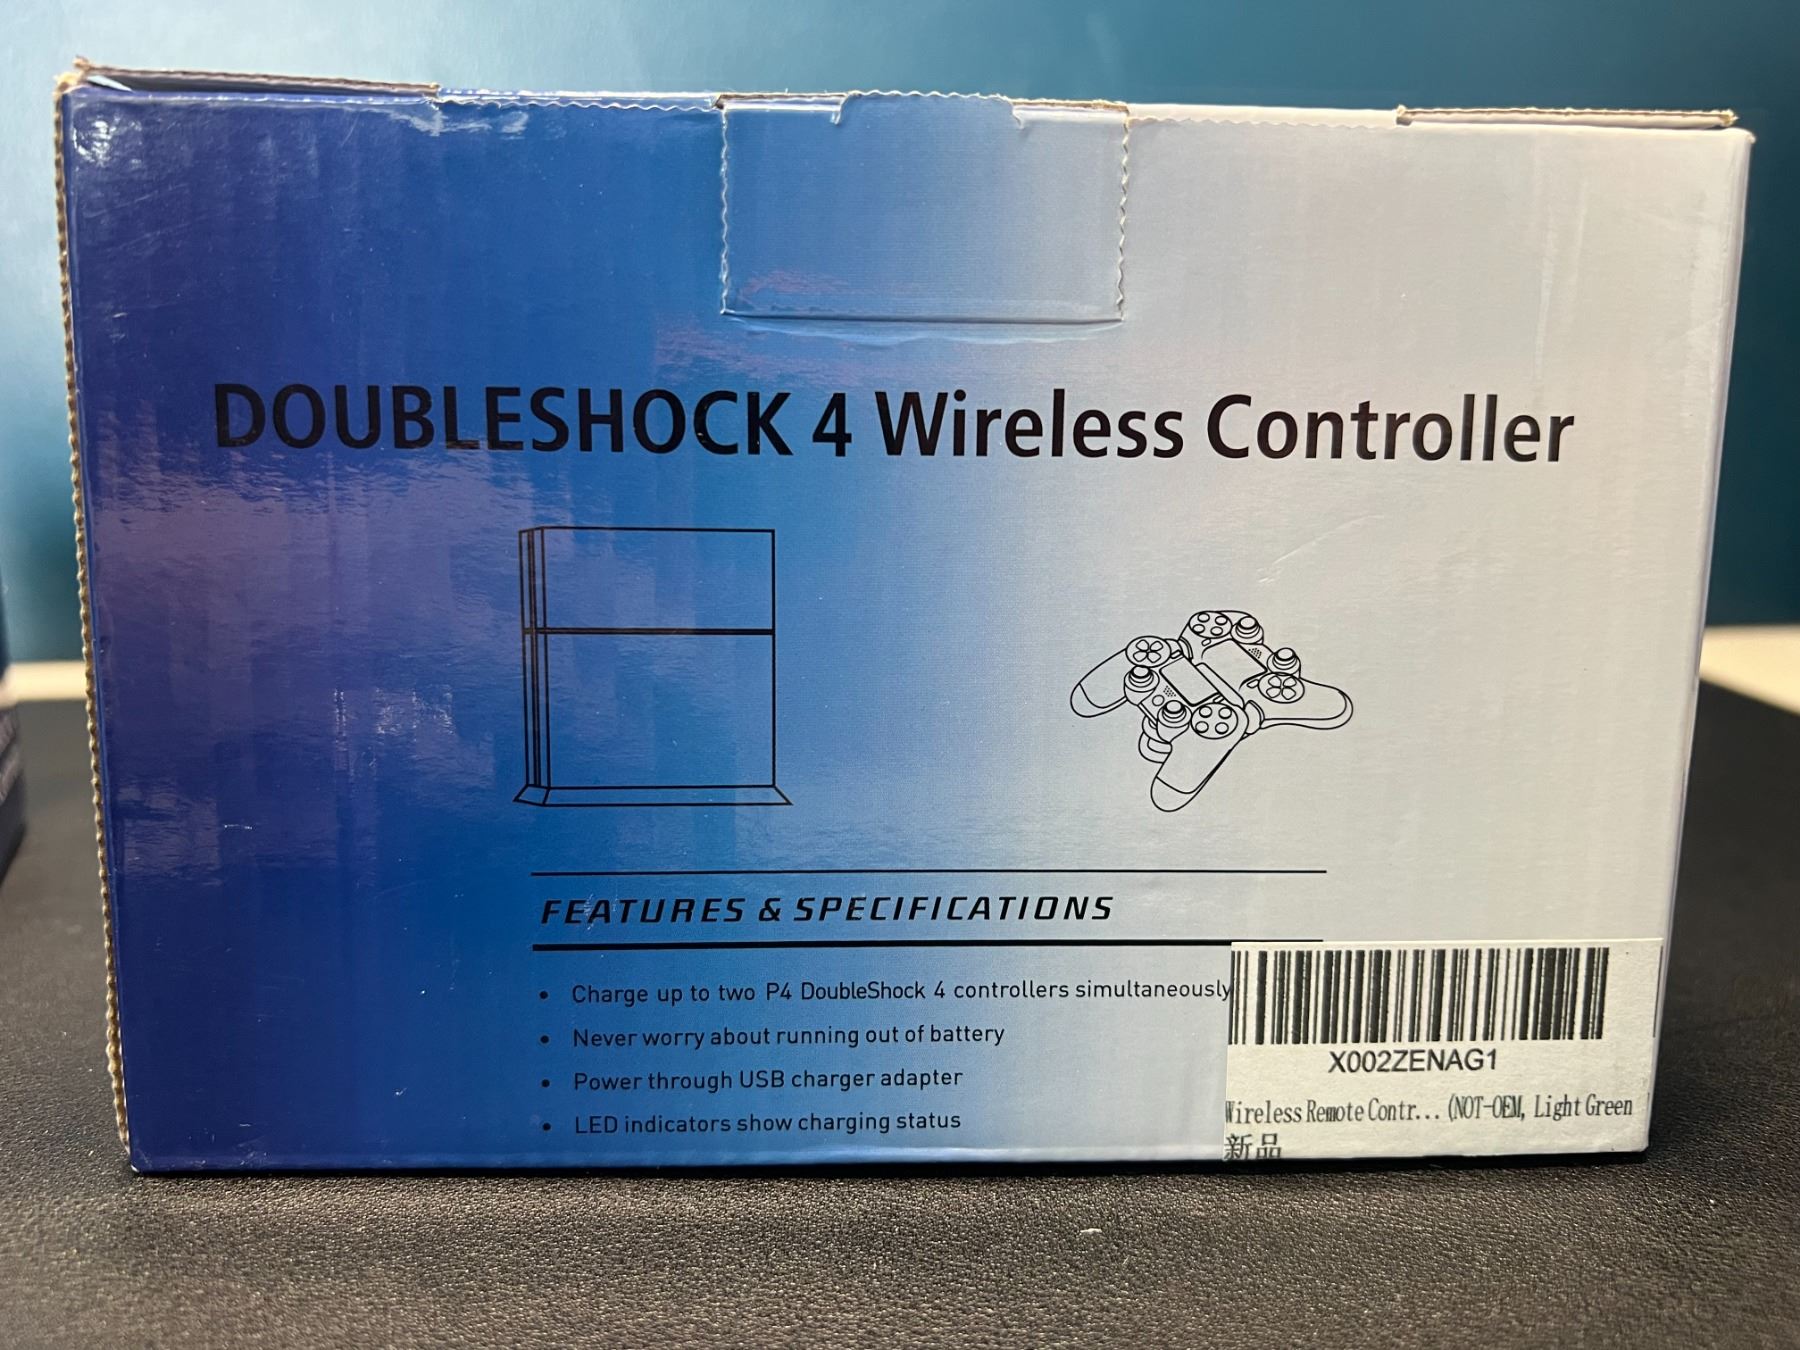 DOUBLESHOCK 4 Wireless Controller
FEATURES & SPECIFICATIONS
• Charge up to two P4 DoubleShock 4 controllers simultaneously
• Never worry about running out of battery
• Power through USB charger adapter
• LED indicators show charging status
X002ZENAG1
Wireless Remote Contr... (NOT-OEM, Light Green
新品